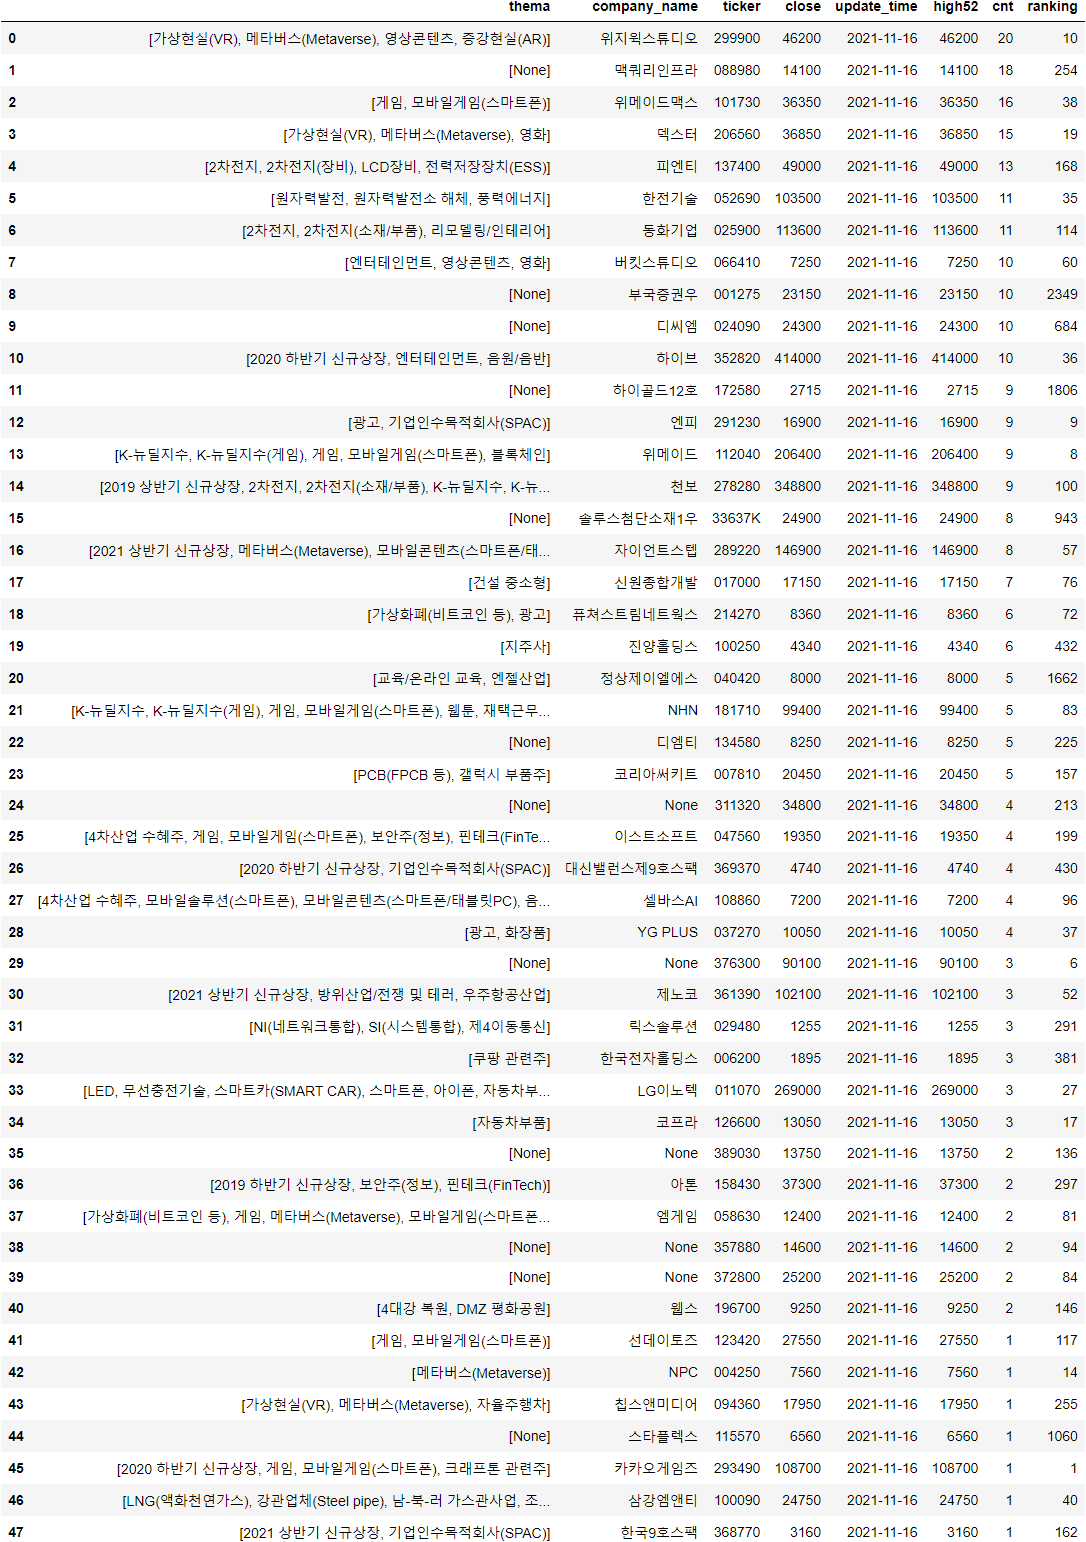 thema company_name ticker close update_time high52 cnt ranking
0 [가상현실(VR), 메타버스(Metaverse), 영상콘텐츠, 증강현실(AR)] 위지윅스튜디오 299900 46200 2021-11-16 46200 20 10
1 [None] 맥쿼리인프라 088980 14100 2021-11-16 14100 18 254
2 [게임, 모바일게임(스마트폰)] 위메이드맥스 101730 36350 2021-11-16 36350 16 38
3 [가상현실(VR), 메타버스(Metaverse), 영화] 덱스터 206560 36850 2021-11-16 36850 15 19
4 [2차전지, 2차전지(장비), LCD장비, 전력저장장치(ESS)] 피엔티 137400 49000 2021-11-16 49000 13 168
5 [원자력발전, 원자력발전소 해체, 풍력에너지] 한전기술 052690 103500 2021-11-16 103500 11 35
6 [2차전지, 2차전지(소재/부품), 리모델링/인테리어] 동화기업 025900 113600 2021-11-16 113600 11 114
7 [엔터테인먼트, 영상콘텐츠, 영화] 버킷스튜디오 066410 7250 2021-11-16 7250 10 60
8 [None] 부국증권우 001275 23150 2021-11-16 23150 10 2349
9 [None] 디씨엠 024090 24300 2021-11-16 24300 10 684
10 [2020 하반기 신규상장, 엔터테인먼트, 음원/음반] 하이브 352820 414000 2021-11-16 414000 10 36
11 [None] 하이골드12호 172580 2715 2021-11-16 2715 9 1806
12 [광고, 기업인수목적회사(SPAC)] 엔피 291230 16900 2021-11-16 16900 9 9
13 [K-뉴딜지수, K-뉴딜지수(게임), 게임, 모바일게임(스마트폰), 블록체인] 위메이드 112040 206400 2021-11-16 206400 9 8
14 [2019 상반기 신규상장, 2차전지, 2차전지(소재/부품), K-뉴딜지수, K-뉴... 천보 278280 348800 2021-11-16 348800 9 100
15 [None] 솔루스첨단소재1우 33637K 24900 2021-11-16 24900 8 943
16 [2021 상반기 신규상장, 메타버스(Metaverse), 모바일콘텐츠(스마트폰/태... 자이언트스텝 289220 146900 2021-11-16 146900 8 57
17 [건설 중소형] 신원종합개발 017000 17150 2021-11-16 17150 7 76
18 [가상화폐(비트코인 등), 광고] 퓨쳐스트림네트웍스 214270 8360 2021-11-16 8360 6 72
19 [지주사] 진양홀딩스 100250 4340 2021-11-16 4340 6 432
20 [교육/온라인 교육, 엔젤산업] 정상제이엘에스 040420 8000 2021-11-16 8000 5 1662
21 [K-뉴딜지수, K-뉴딜지수(게임), 게임, 모바일게임(스마트폰), 웹툰, 재택근무... NHN 181710 99400 2021-11-16 99400 5 83
22 [None] 디엠티 134580 8250 2021-11-16 8250 5 225
23 [PCB(FPCB 등), 갤럭시 부품주] 코리아써키트 007810 20450 2021-11-16 20450 5 157
24 [None] None 311320 34800 2021-11-16 34800 4 213
25 [4차산업 수혜주, 게임, 모바일게임(스마트폰), 보안주(정보), 핀테크(FinTe... 이스트소프트 047560 19350 2021-11-16 19350 4 199
26 [2020 하반기 신규상장, 기업인수목적회사(SPAC)] 대신밸런스제9호스팩 369370 4740 2021-11-16 4740 4 430
27 [4차산업 수혜주, 모바일솔루션(스마트폰), 모바일콘텐츠(스마트폰/태블릿PC), 음... 셀바스AI 108860 7200 2021-11-16 7200 4 96
28 [광고, 화장품] YG PLUS 037270 10050 2021-11-16 10050 4 37
29 [None] None 376300 90100 2021-11-16 90100 3 6
30 [2021 상반기 신규상장, 방위산업/전쟁 및 테러, 우주항공산업] 제노코 361390 102100 2021-11-16 102100 3 52
31 [NI(네트워크통합), SI(시스템통합), 제4이동통신] 릭스솔루션 029480 1255 2021-11-16 1255 3 291
32 [쿠팡 관련주] 한국전자홀딩스 006200 1895 2021-11-16 1895 3 381
33 [LED, 무선충전기술, 스마트카(SMART CAR), 스마트폰, 아이폰, 자동차부... LG이노텍 011070 269000 2021-11-16 269000 3 27
34 [자동차부품] 코프라 126600 13050 2021-11-16 13050 3 17
35 [None] None 389030 13750 2021-11-16 13750 2 136
36 [2019 하반기 신규상장, 보안주(정보), 핀테크(FinTech)] 아톤 158430 37300 2021-11-16 37300 2 297
37 [가상화폐(비트코인 등), 게임, 메타버스(Metaverse), 모바일게임(스마트폰... 엠게임 058630 12400 2021-11-16 12400 2 81
38 [None] None 357880 14600 2021-11-16 14600 2 94
39 [None] None 372800 25200 2021-11-16 25200 2 84
40 [4대강 복원, DMZ 평화공원] 웹스 196700 9250 2021-11-16 9250 2 146
41 [게임, 모바일게임(스마트폰)] 선데이토즈 123420 27550 2021-11-16 27550 1 117
42 [메타버스(Metaverse)] NPC 004250 7560 2021-11-16 7560 1 14
43 [가상현실(VR), 메타버스(Metaverse), 자율주행차] 칩스앤미디어 094360 17950 2021-11-16 17950 1 255
44 [None] 스타플렉스 115570 6560 2021-11-16 6560 1 1060
45 [2020 하반기 신규상장, 게임, 모바일게임(스마트폰), 크래프톤 관련주] 카카오게임즈 293490 108700 2021-11-16 108700 1 1
46 [LNG(액화천연가스), 강관업체(Steel pipe), 남-북-러 가스관사업, 조... 삼강엠앤티 100090 24750 2021-11-16 24750 1 40
47 [2021 상반기 신규상장, 기업인수목적회사(SPAC)] 한국9호스팩 368770 3160 2021-11-16 3160 1 162